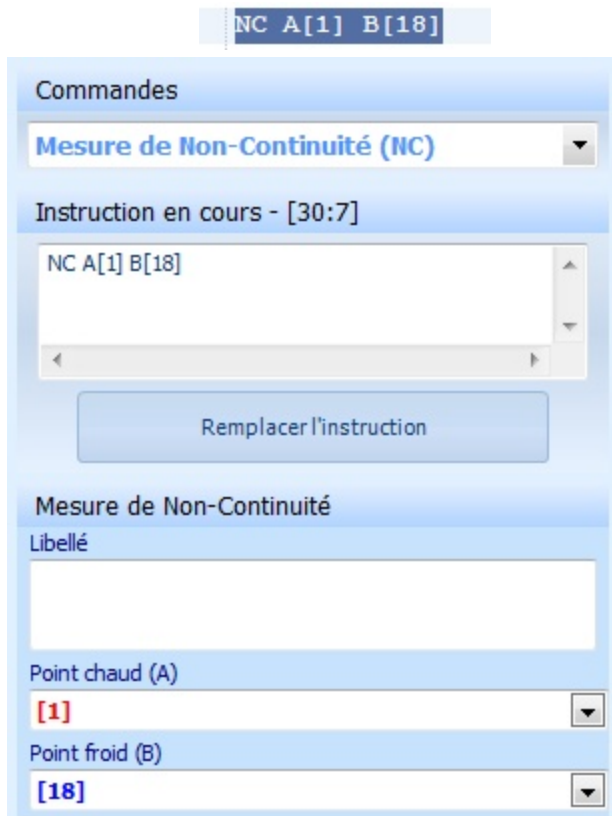 NC A[1] B[18]
Commandes
Mesure de Non-Continuité (NC)
Instruction en cours - [30:7]
NC A[1] B[18]
Remplacer l'instruction
Mesure de Non-Continuité
Libellé
Point chaud (A)
[1]
Point froid (B)
[18]